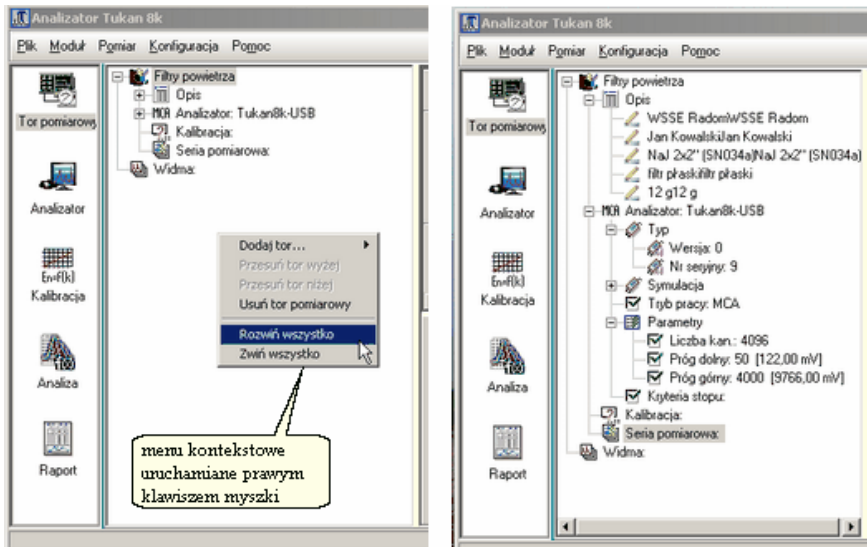 Analizator Tukan 8k
Plik Moduł Pomiar Konfiguracja Pomoc
Tor pomiarowy
Analizator
En=f(k)
Kalibracja
Analiza
Raport
Filtry powietrza
Opis
MCA Analizator: Tukan8k-USB
Kalibracja:
Seria pomiarowa:
Widma:
Dodaj tor...
Przesuń tor wyżej
Przesuń tor niżej
Usuń tor pomiarowy
Rozwiń wszystko
Zwiń wszystko
menu kontekstowe
uruchamiane prawym
klawiszem myszki
Analizator Tukan 8k
Plik Moduł Pomiar Konfiguracja Pomoc
Tor pomiarowy
Analizator
En=f(k)
Kalibracja
Analiza
Raport
Filtry powietrza
Opis
WSSE RadomWSSE Radom
Jan KowalskiJan Kowalski
NaJ 2x2" (SN034a)NaJ 2x2" (SN034a)
filtr płaskifiltr płaski
12 g12 g
MCA Analizator: Tukan8k-USB
Typ
Wersja: 0
Nr seryjny: 9
Symulacja
Tryb pracy: MCA
Parametry
Liczba kan.: 4096
Próg dolny: 50 [122,00 mV]
Próg górny: 4000 [9766,00 mV]
Kryteria stopu:
Kalibracja:
Seria pomiarowa:
Widma: